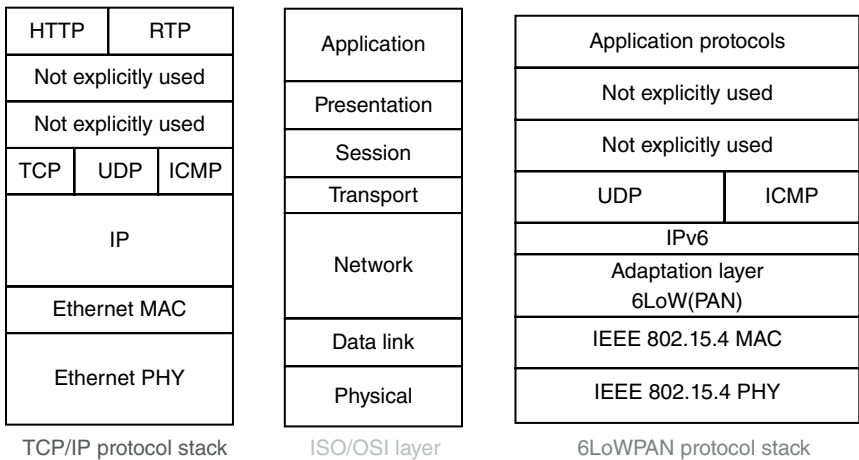 HTTP RTP
Not explicitly used
Not explicitly used
TCP UDP ICMP
IP
Ethernet MAC
Ethernet PHY
TCP/IP protocol stack
Application
Presentation
Session
Transport
Network
Data link
Physical
ISO/OSI layer
Application protocols
Not explicitly used
Not explicitly used
UDP ICMP
IPv6
Adaptation layer
6LoW(PAN)
IEEE 802.15.4 MAC
IEEE 802.15.4 PHY
6LoWPAN protocol stack